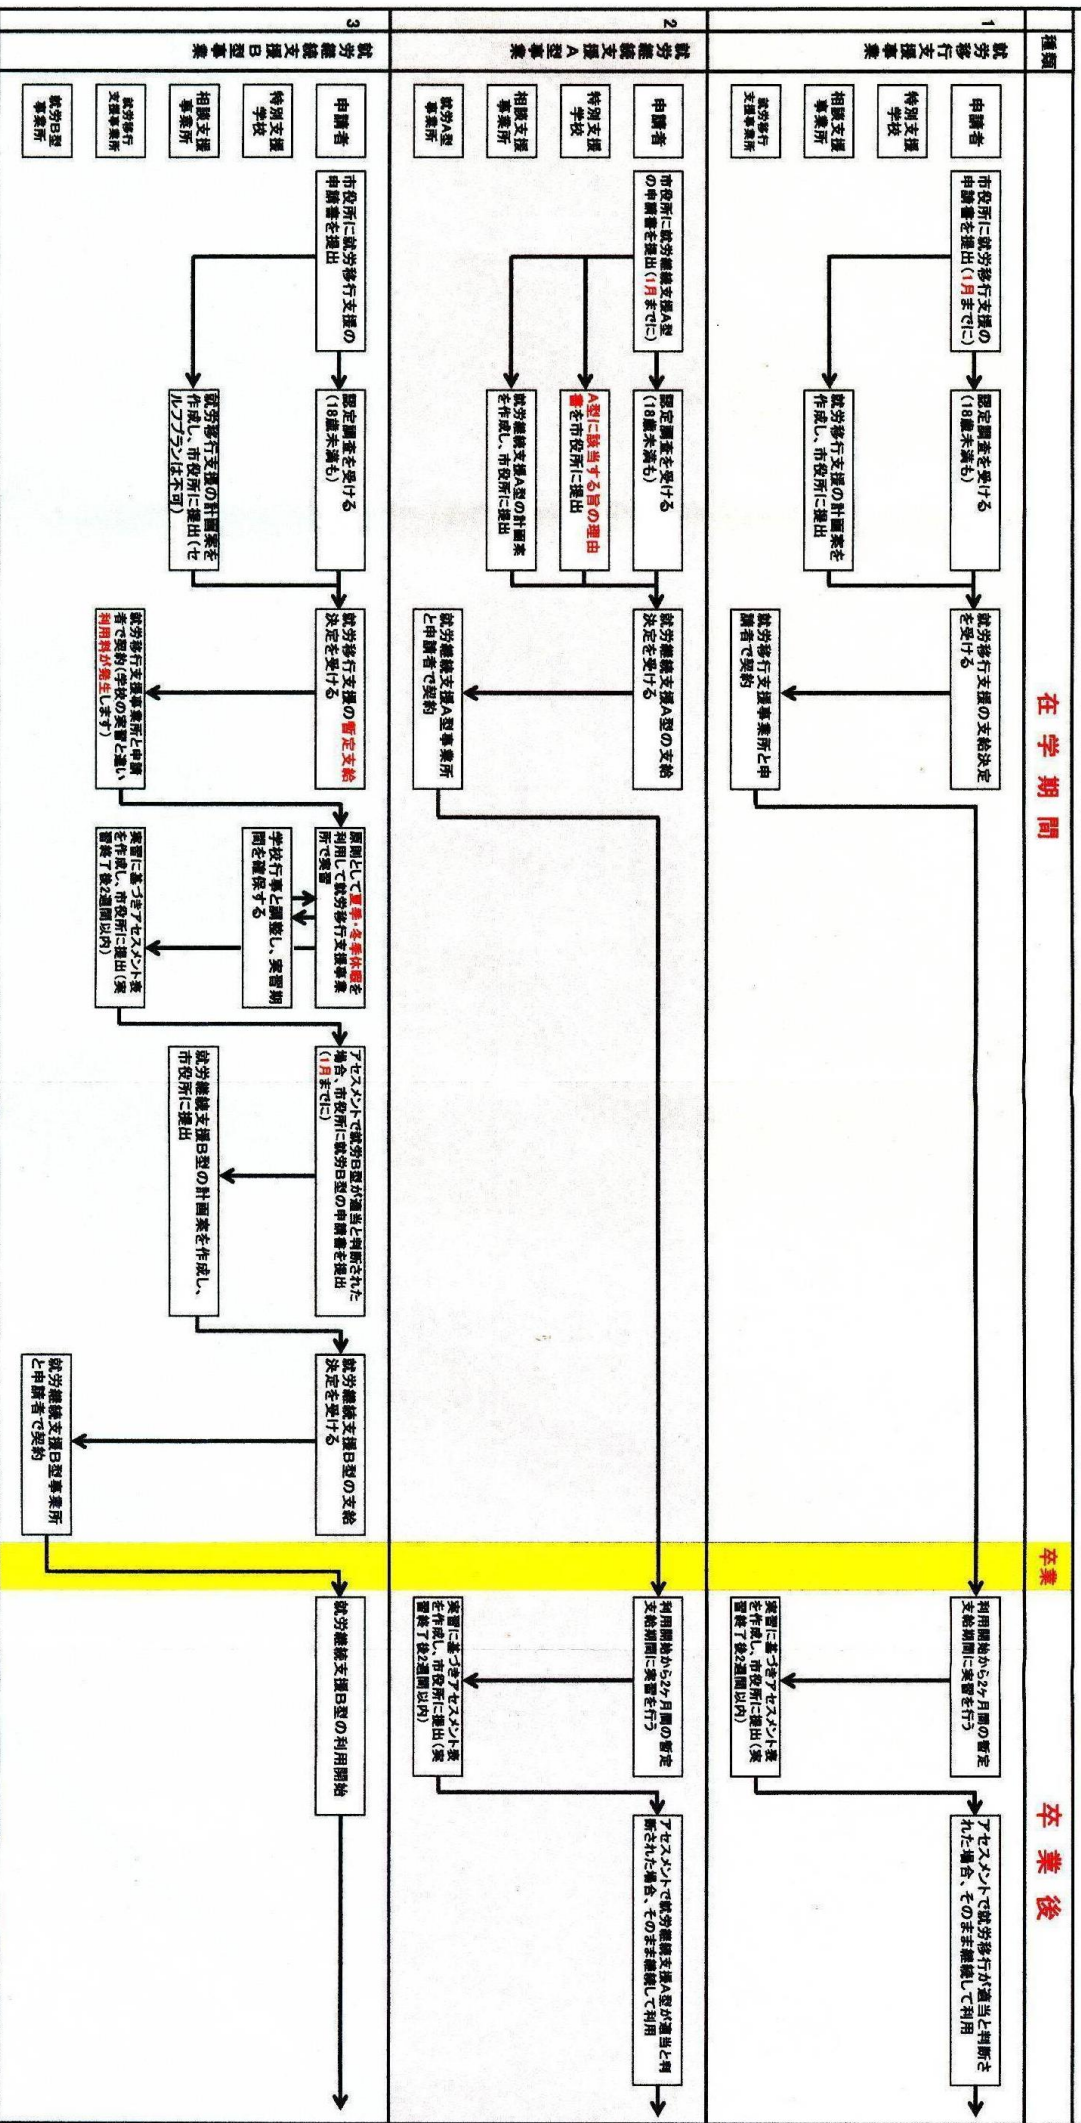 種類
在学期間
卒業
卒業後
1
就労移行支援事業
申請者
特別支援
学校
相談支援
事業所
就労移行
支援事業所
市役所に就労移行支援の
申請書を提出(1月までに)
認定調査を受ける
(18歳未満も)
就労移行支援の計画案を
作成し、市役所に提出
就労移行支援の支給決定
を受ける
就労移行支援事業所と申
請者で契約
利用開始から2ヶ月間の暫定
支給期間に実習を行う
実習に基づきアセスメント表
を作成し、市役所に提出(実
習終了後2週間以内)
アセスメントで就労移行が適当と判断さ
れた場合、そのまま継続して利用
2
就労継続支援A型事業
申請者
特別支援
学校
相談支援
事業所
就労A型
事業所
市役所に就労継続支援A型
の申請書を提出(1月までに)
認定調査を受ける
(18歳未満も)
A型に該当する旨の理由
書を市役所に提出
就労継続支援A型の計画案
を作成し、市役所に提出
就労継続支援A型の支給
決定を受ける
就労継続支援A型事業所
と申請者で契約
利用開始から2ヶ月間の暫定
支給期間に実習を行う
実習に基づきアセスメント表
を作成し、市役所に提出(実
習終了後2週間以内)
アセスメントで就労継続支援A型が適当と判
断された場合、そのまま継続して利用
3
就労継続支援B型事業
申請者
特別支援
学校
相談支援
事業所
就労移行
支援事業所
就労B型
事業所
市役所に就労移行支援の
申請書を提出
認定調査を受ける
(18歳未満も)
就労移行支援の計画案を
作成し、市役所に提出(セ
ルフプランは不可)
就労移行支援の暫定支給
決定を受ける
就労移行支援事業所と申請
者で契約(学校の実習と違い
利用料が発生します)
原則として夏季・冬季休暇を
利用して就労移行支援事業
所で実習
学校行事と調整し、実習期
間を確保する
実習に基づきアセスメント表
を作成し、市役所に提出(実
習終了後2週間以内)
アセスメントで就労B型が適当と判断された
場合、市役所に就労B型の申請書を提出
(1月までに)
就労継続支援B型の計画案を作成し、
市役所に提出
就労継続支援B型の支給
決定を受ける
就労継続支援B型事業所
と申請者で契約
就労継続支援B型の利用開始